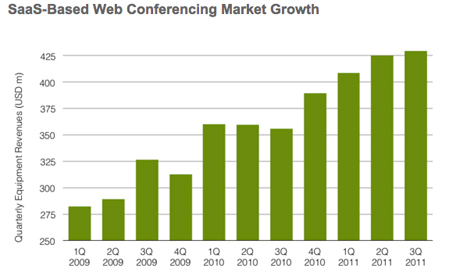 SaaS-Based Web Conferencing Market Growth
Quarterly Equipment Revenues (USD m)
425
400
375
350
325
300
275
250
1Q 2Q 3Q 4Q 1Q 2Q 3Q 4Q 1Q 2Q 3Q
2009 2009 2009 2009 2010 2010 2010 2010 2011 2011 2011